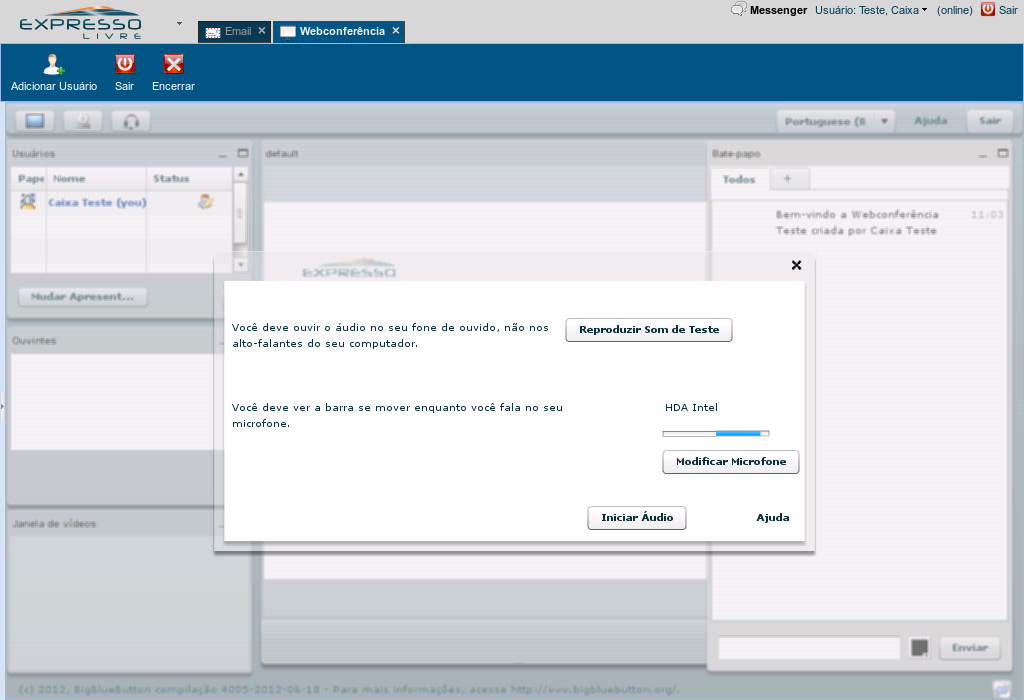 EXPRESSO
LIVRE
Email
Webconferência
Messenger
Usuário: Teste, Caixa
(online)
Sair
Adicionar Usuário
Sair
Encerrar
Portuguese (B
Ajuda
Sair
Usuários
Pape
Nome
Status
Caixa Teste (you)
Mudar Apresent...
Ouvintes
Janela de vídeos
default
EXPRESSO
Bate-papo
Todos
+
Bem-vindo a Webconferência
11:03
Teste criada por Caixa Teste
Enviar
Você deve ouvir o áudio no seu fone de ouvido, não nos
alto-falantes do seu computador.
Reproduzir Som de Teste
Você deve ver a barra se mover enquanto você fala no seu
microfone.
HDA Intel
Modificar Microfone
Iniciar Áudio
Ajuda
(c) 2012, BigBlueButton compilação 4005-2012-06-18 - Para mais informações, acesse http://www.bigbluebutton.org/.